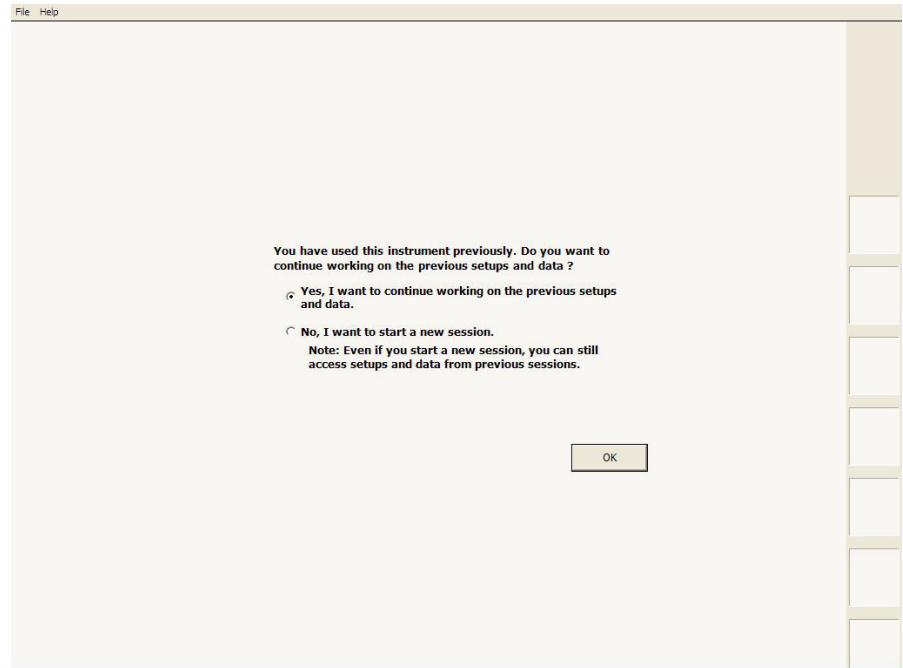 File Help
You have used this instrument previously. Do you want to
continue working on the previous setups and data ?
Yes, I want to continue working on the previous setups
and data.
No, I want to start a new session.
Note: Even if you start a new session, you can still
access setups and data from previous sessions.
OK